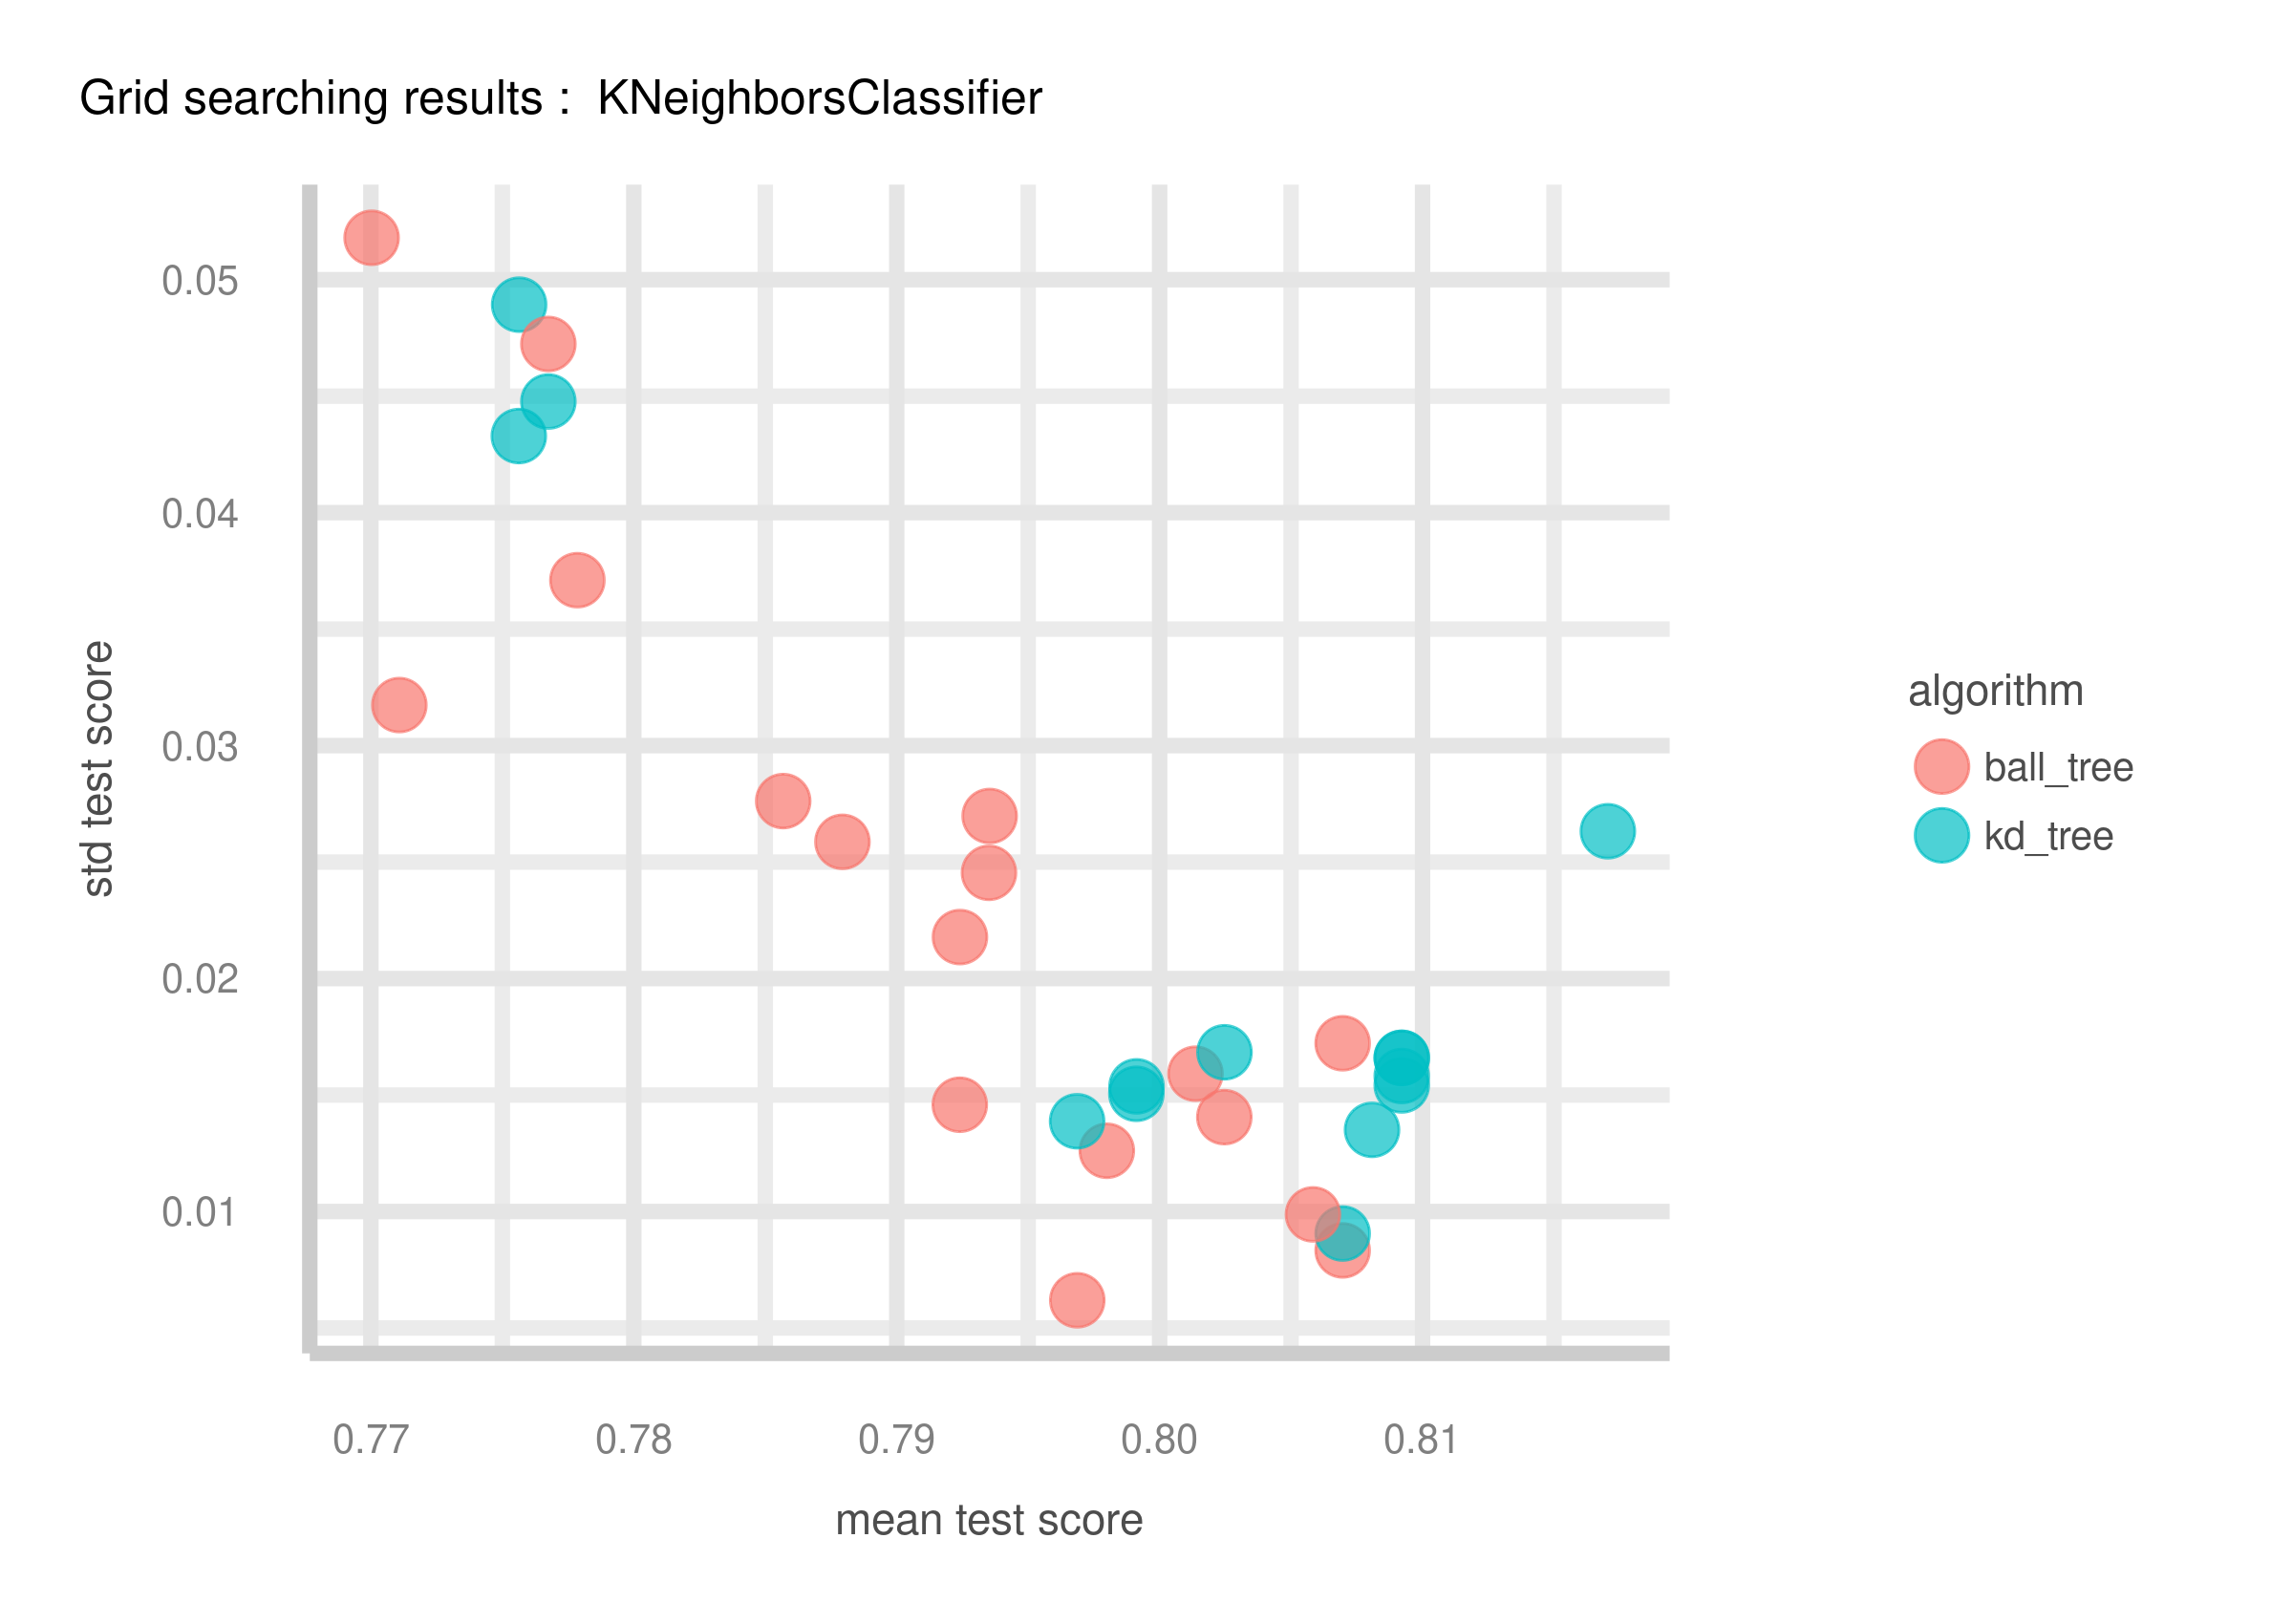 Grid searching results :  KNeighborsClassifier
0.05
0.04
0.03
0.02
0.01
std test score
0.77 0.78 0.79 0.80 0.81
mean test score
algorithm
ball_tree
kd_tree